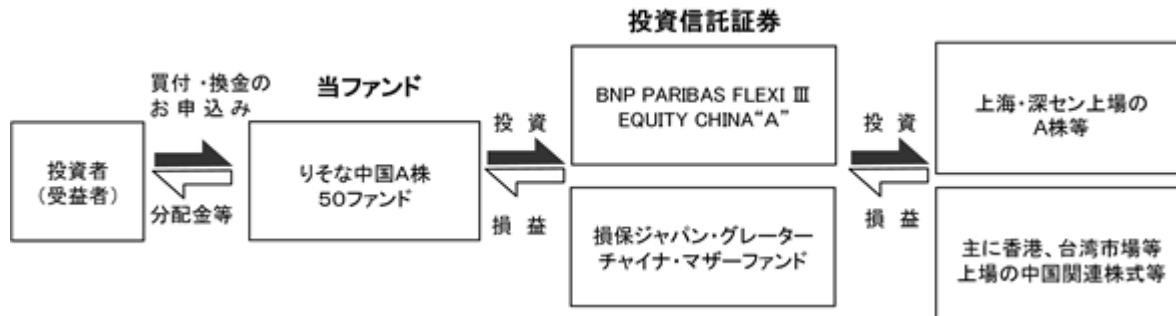 投資信託証券
買付・換金の
お申込み
当ファンド
投資者
(受益者)
分配金等
りそな中国A株
50ファンド
投資
損益
BNP PARIBAS FLEXI Ⅲ
EQUITY CHINA“A”
損保ジャパン・グレーター
チャイナ・マザーファンド
投資
損益
上海・深セン上場の
A株等
主に香港、台湾市場等
上場の中国関連株式等